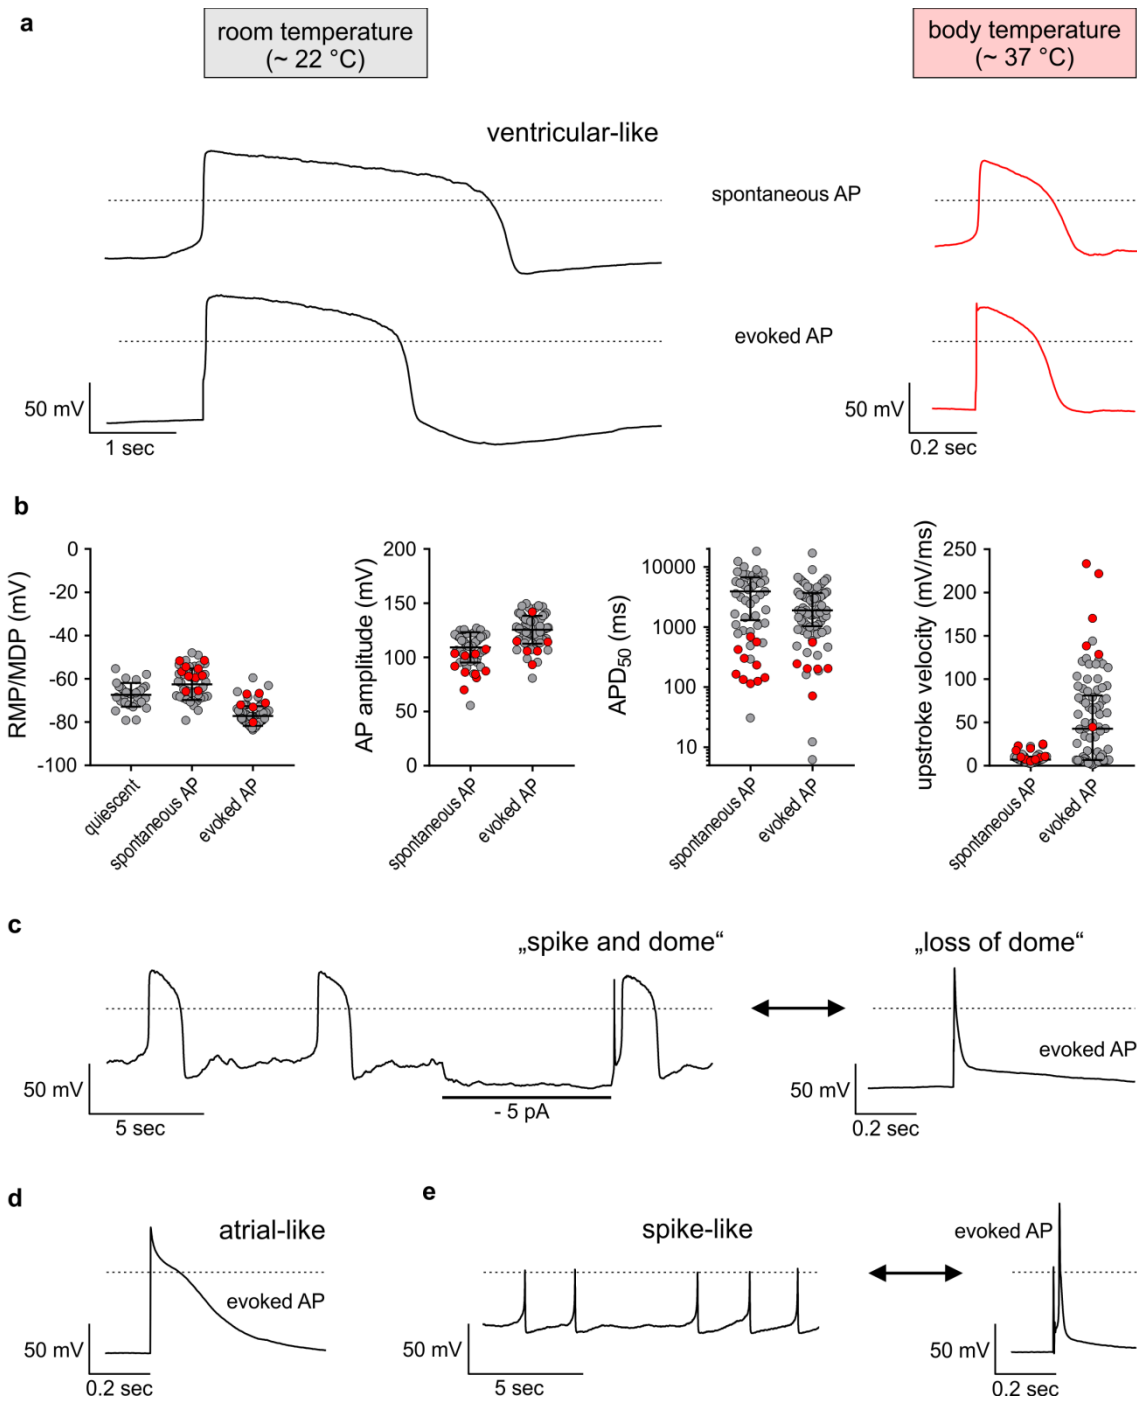 a
room temperature
(~ 22 °C)
body temperature
(~ 37 °C)
ventricular-like
spontaneous AP
evoked AP
50 mV
1 sec
50 mV
0.2 sec
b
RMP/MDP (mV)
0
-20
-40
-60
-80
-100
quiescent
spontaneous AP
evoked AP
AP amplitude (mV)
200
150
100
50
0
spontaneous AP
evoked AP
APD50 (ms)
10000
1000
100
10
spontaneous AP
evoked AP
upstroke velocity (mV/ms)
250
200
150
100
50
0
spontaneous AP
evoked AP
c
„spike and dome“
„loss of dome“
evoked AP
50 mV
5 sec
- 5 pA
50 mV
0.2 sec
d
atrial-like
evoked AP
50 mV
0.2 sec
e
spike-like
evoked AP
50 mV
5 sec
50 mV
0.2 sec